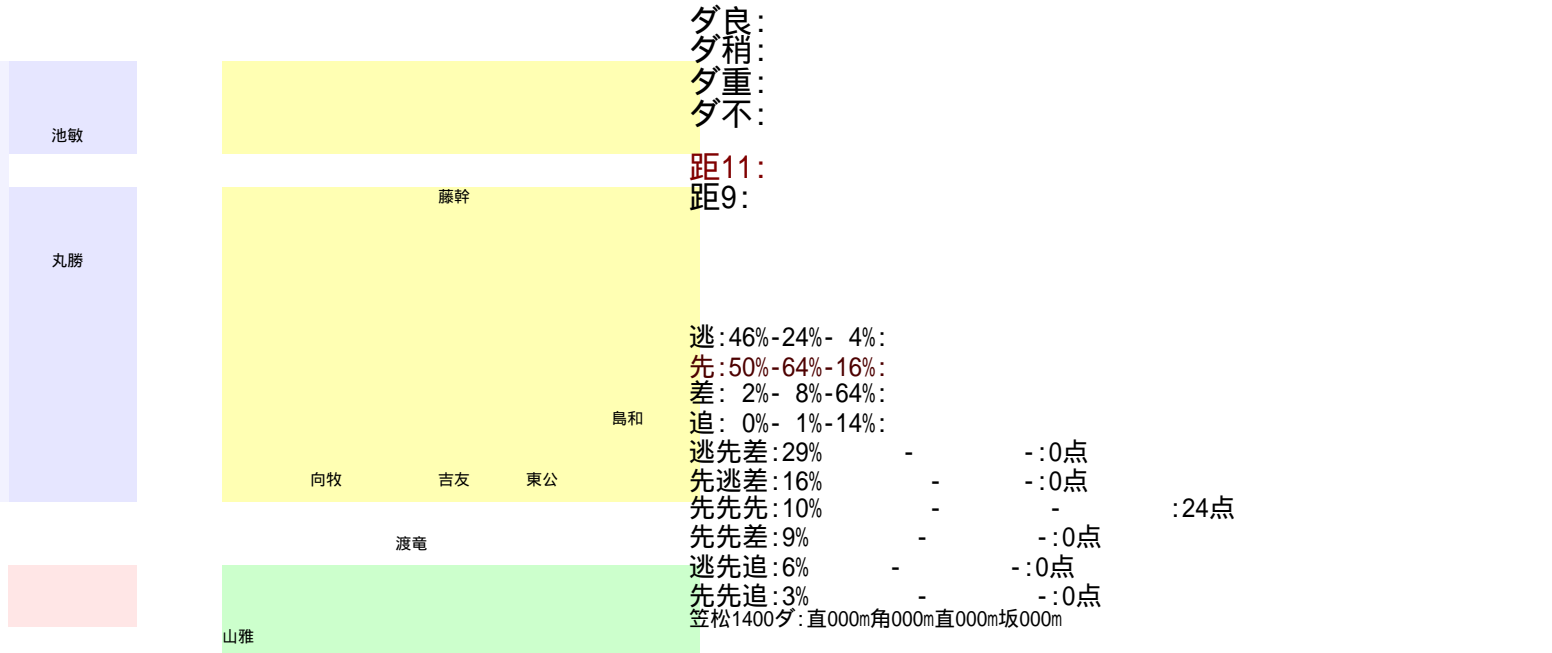 ダ良:
ダ稍:
ダ重:
ダ不:
池敏
距11:
藤幹
距9:
丸勝
逃:46%-24%- 4%:
先:50%-64%-16%:
差: 2%- 8%-64%:
島和
追: 0%- 1%-14%:
逃先差:29% - -:0点
向牧 吉友 東公
先逃差:16% - -:0点
先先先:10% - - :24点
渡竜
先先差:9% - -:0点
逃先追:6% - -:0点
先先追:3% - -:0点
笠松1400ダ:直000m角000m直000m坂000m
山雅